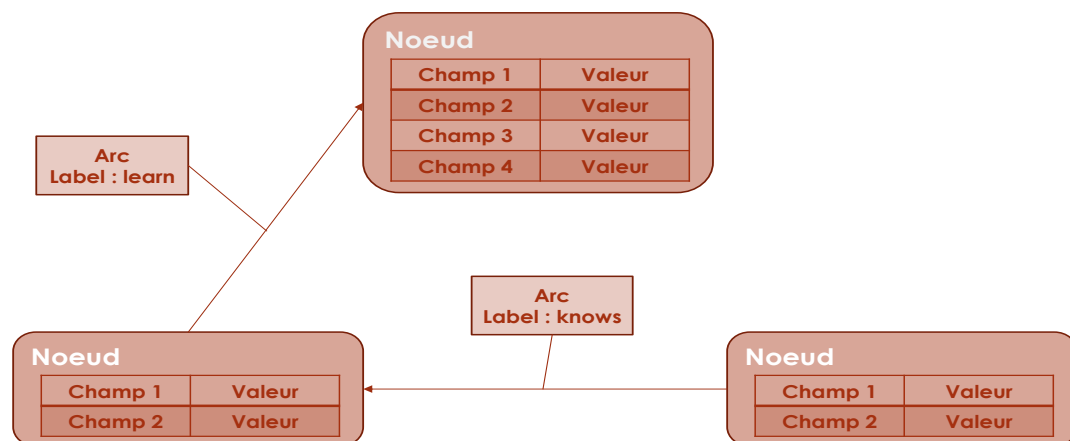 Noeud
Champ 1 Valeur
Champ 2 Valeur
Champ 3 Valeur
Champ 4 Valeur
Arc
Label : learn
Arc
Label : knows
Noeud
Champ 1 Valeur
Champ 2 Valeur
Noeud
Champ 1 Valeur
Champ 2 Valeur